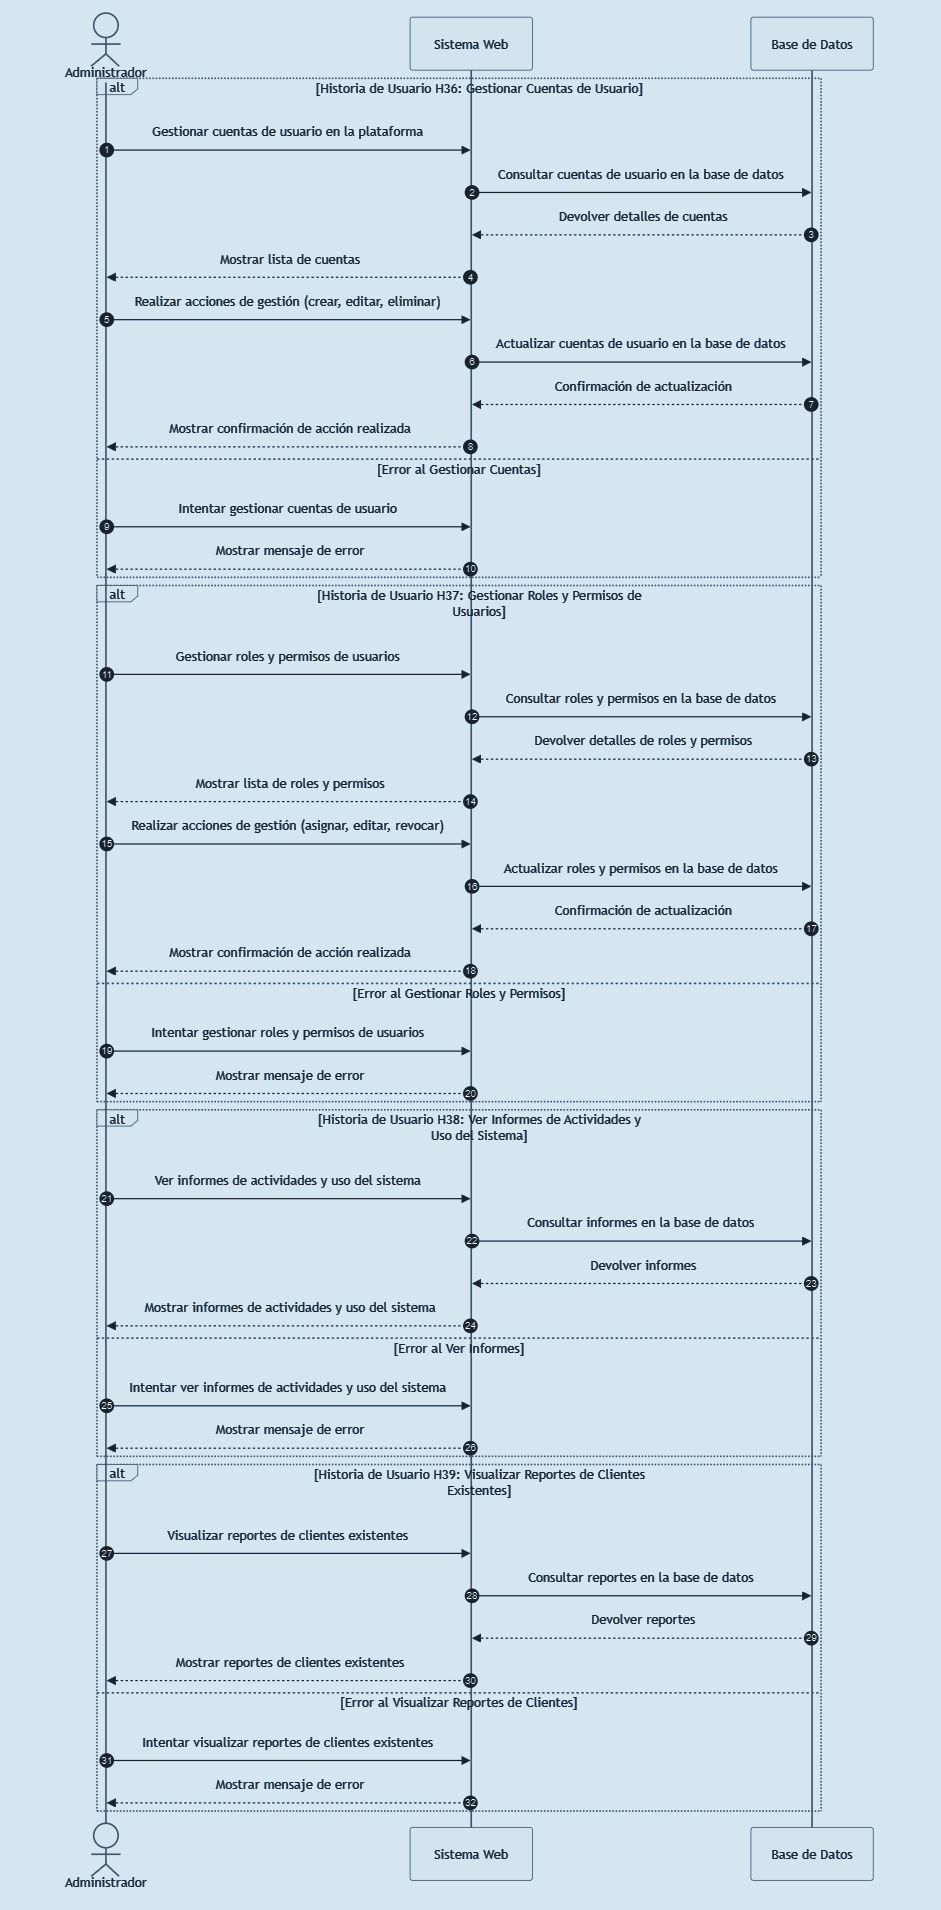 Administrador
Sistema Web
Base de Datos
alt
[Historia de Usuario H36: Gestionar Cuentas de Usuario]
Gestionar cuentas de usuario en la plataforma
1
Consultar cuentas de usuario en la base de datos
2
Devolver detalles de cuentas
3
Mostrar lista de cuentas
4
Realizar acciones de gestión (crear, editar, eliminar)
5
Actualizar cuentas de usuario en la base de datos
6
Confirmación de actualización
7
Mostrar confirmación de acción realizada
8
[Error al Gestionar Cuentas]
Intentar gestionar cuentas de usuario
9
Mostrar mensaje de error
10
alt
[Historia de Usuario H37: Gestionar Roles y Permisos de
Usuarios]
Gestionar roles y permisos de usuarios
11
Consultar roles y permisos en la base de datos
12
Devolver detalles de roles y permisos
13
Mostrar lista de roles y permisos
14
Realizar acciones de gestión (asignar, editar, revocar)
15
Actualizar roles y permisos en la base de datos
16
Confirmación de actualización
17
Mostrar confirmación de acción realizada
18
[Error al Gestionar Roles y Permisos]
Intentar gestionar roles y permisos de usuarios
19
Mostrar mensaje de error
20
alt
[Historia de Usuario H38: Ver Informes de Actividades y
Uso del Sistema]
Ver informes de actividades y uso del sistema
21
Consultar informes en la base de datos
22
Devolver informes
23
Mostrar informes de actividades y uso del sistema
24
[Error al Ver Informes]
Intentar ver informes de actividades y uso del sistema
25
Mostrar mensaje de error
26
alt
[Historia de Usuario H39: Visualizar Reportes de Clientes
Existentes]
Visualizar reportes de clientes existentes
27
Consultar reportes en la base de datos
28
Devolver reportes
29
Mostrar reportes de clientes existentes
30
[Error al Visualizar Reportes de Clientes]
Intentar visualizar reportes de clientes existentes
31
Mostrar mensaje de error
32
Administrador
Sistema Web
Base de Datos